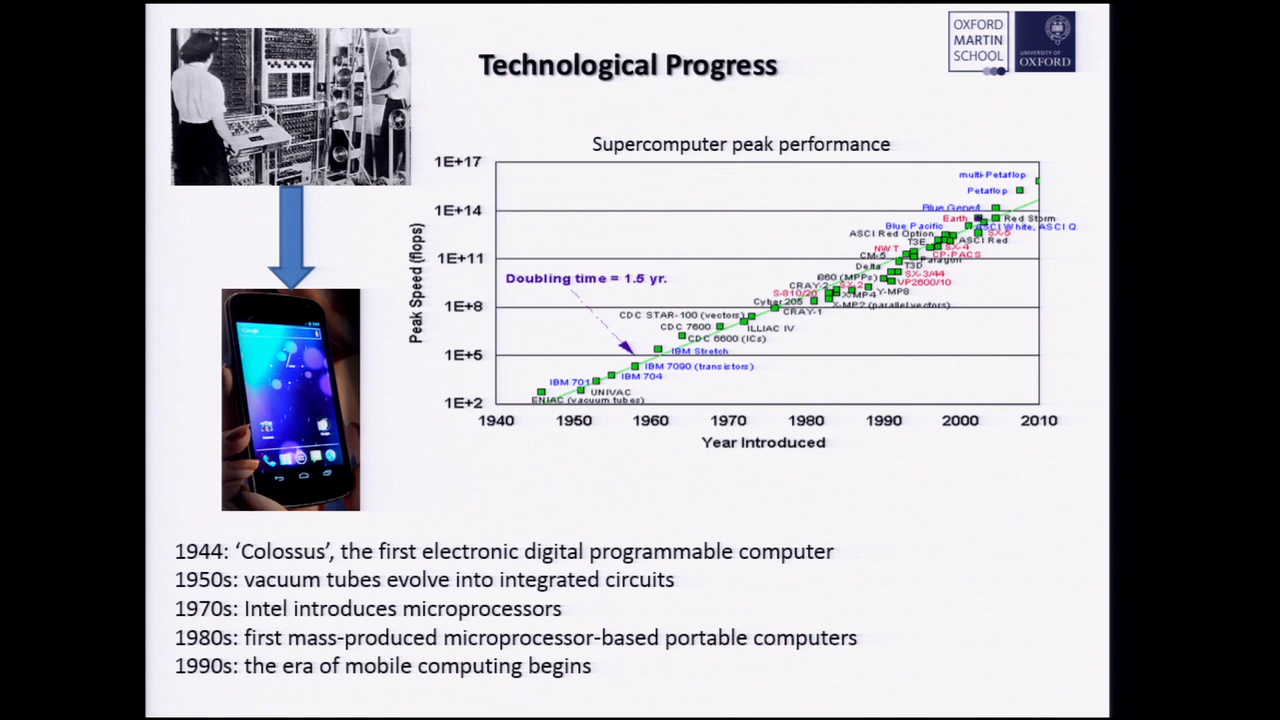 OXFORD
MARTIN
SCHOOL
UNIVERSITY OF
OXFORD
Technological Progress
Supercomputer peak performance
1E+17
1E+14
1E+11
1E+8
1E+5
1E+2
Peak Speed (flops)
Doubling time = 1.5 yr.
multi-Petaflop
Petaflop
Blue Gene/L
Earth
Red Storm
Blue Pacific
ASCI White, ASCI Q
ASCI Red Option
SX-5
T3E
ASCI Red
NWT
SX-4
CM-5
CP-PACS
Paragon
Delta
T3D
SX-3/44
B60 (MPPs)
VP2600/10
CRAY-2
SX-2
Y-MP8
S-810/20
X-MP4
Cyber 205
X-MP2 (parallel vectors)
CRAY-1
CDC STAR-100 (vectors)
CDC 7600
ILLIAC IV
CDC 6600 (ICs)
IBM Stretch
IBM 7090 (transistors)
IBM 704
IBM 701
UNIVAC
ENIAC (vacuum tubes)
1940 1950 1960 1970 1980 1990 2000 2010
Year Introduced
Google
1944: ‘Colossus’, the first electronic digital programmable computer
1950s: vacuum tubes evolve into integrated circuits
1970s: Intel introduces microprocessors
1980s: first mass-produced microprocessor-based portable computers
1990s: the era of mobile computing begins